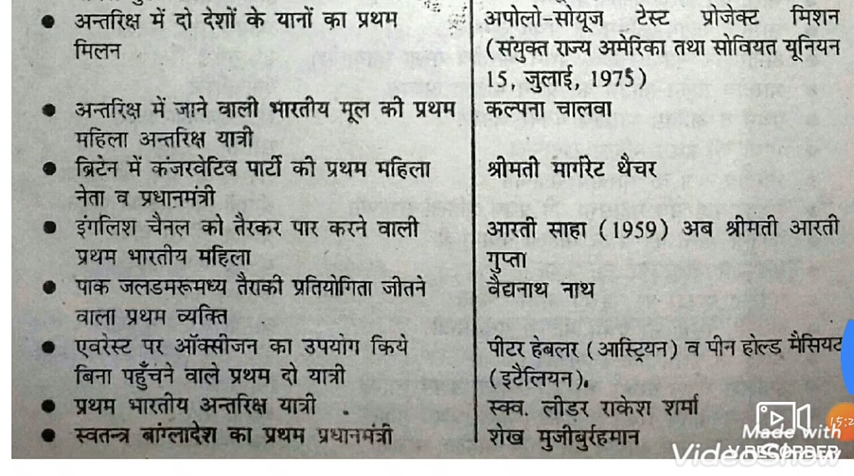 अन्तरिक्ष में दो देशों के यानों का प्रथम
मिलन
अपोलो-सोयूज टेस्ट प्रोजेक्ट मिशन
(संयुक्त राज्य अमेरिका तथा सोवियत यूनियन
15, जुलाई, 1975)
अन्तरिक्ष में जाने वाली भारतीय मूल की प्रथम
महिला अन्तरिक्ष यात्री
कल्पना चालवा
ब्रिटेन में कंजरवेटिव पार्टी की प्रथम महिला
नेता व प्रधानमंत्री
श्रीमती मार्गरेट थैचर
इंगलिश चैनल को तैरकर पार करने वाली
प्रथम भारतीय महिला
आरती साहा (1959) अब श्रीमती आरती
गुप्ता
पाक जलडमरूमध्य तैराकी प्रतियोगिता जीतने
वाला प्रथम व्यक्ति
वैद्यनाथ नाथ
एवरेस्ट पर ऑक्सीजन का उपयोग किये
बिना पहुँचने वाले प्रथम दो यात्री
पीटर हेबलर (आस्ट्रियन) व पीन होल्ड मैसियट
(इटैलियन).
प्रथम भारतीय अन्तरिक्ष यात्री
स्क्व. लीडर राकेश शर्मा
स्वतन्त्र बांग्लादेश का प्रथम प्रधानमंत्री
शेख मुजीबुर्रहमान
Made with